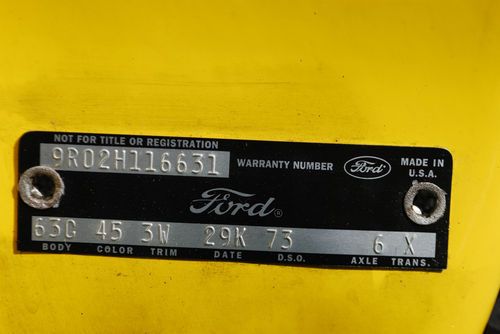 NOT FOR TITLE OR REGISTRATION
9R02H116631 WARRANTY NUMBER Ford MADE IN U.S.A.
Ford®
63C 45 3W 29K 73 6 X
BODY COLOR TRIM DATE D.S.O. AXLE TRANS.